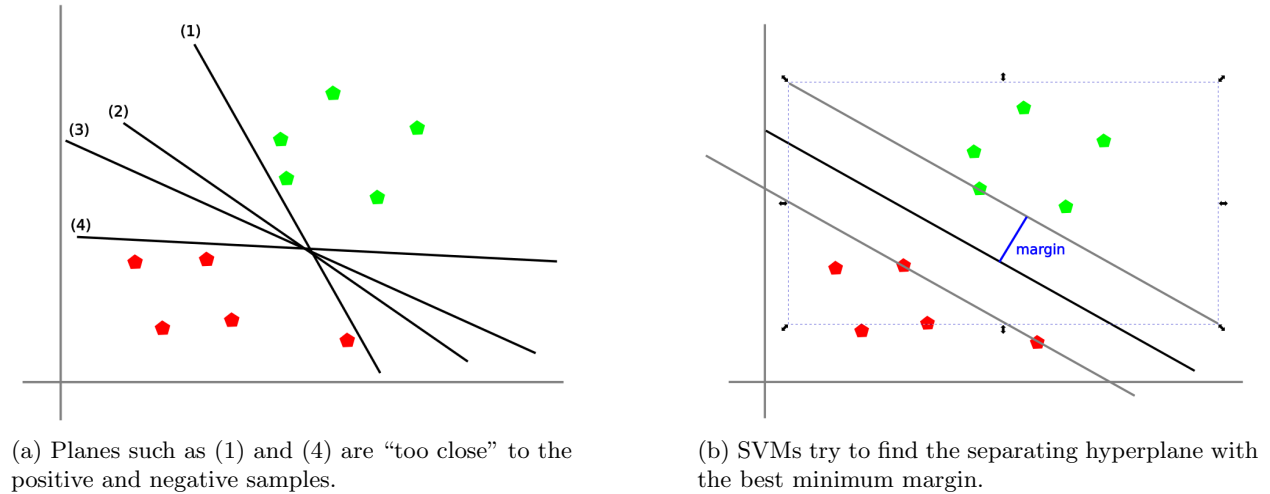 (1)
(2)
(3)
(4)
margin
(a) Planes such as (1) and (4) are “too close” to the
positive and negative samples.
(b) SVMs try to find the separating hyperplane with
the best minimum margin.